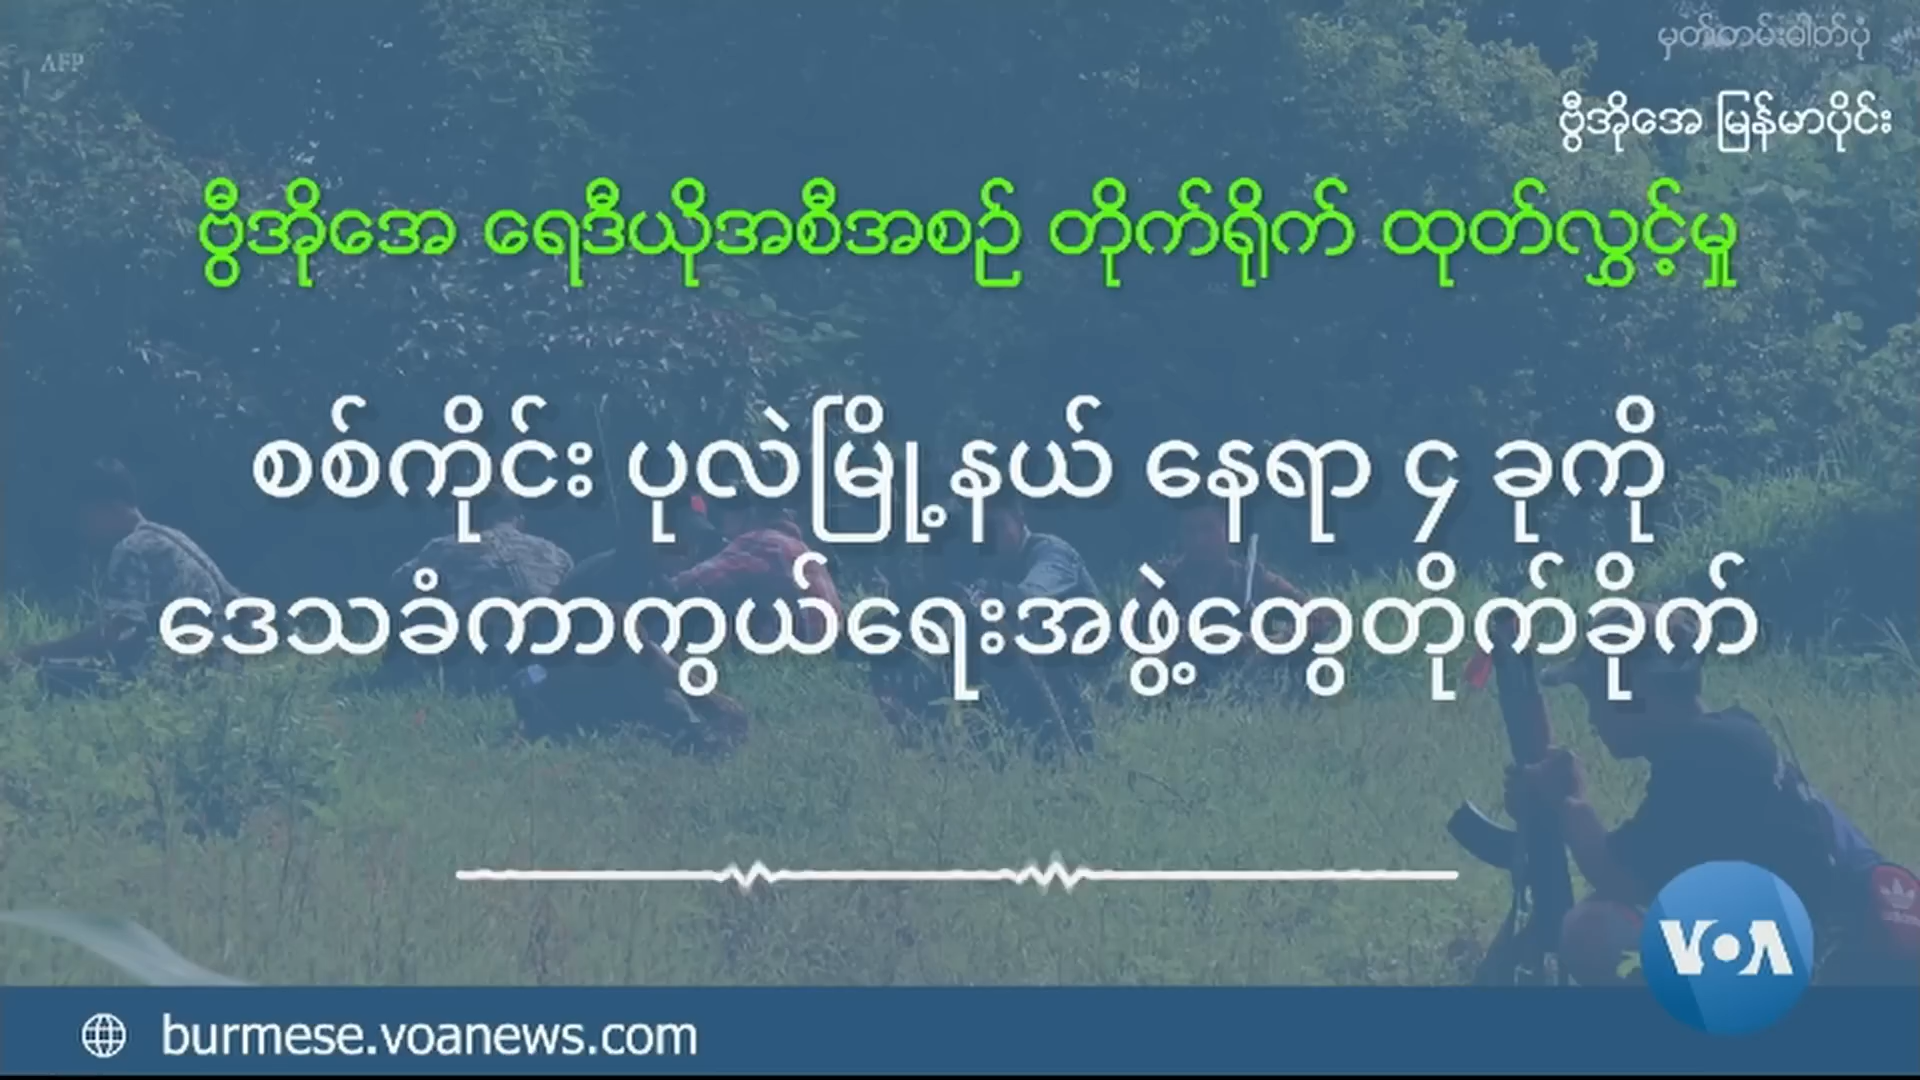 AFP
မှတ်တမ်းဓါတ်ပုံ
ဗွီအိုအေ မြန်မာပိုင်း
ဗွီအိုအေ ရေဒီယိုအစီအစဉ် တိုက်ရိုက် ထုတ်လွှင့်မှု
စစ်ကိုင်း ပုလဲမြို့နယ် နေရာ ၄ ခုကို
ဒေသခံကာကွယ်ရေးအဖွဲ့တွေတိုက်ခိုက်
VOA
burmese.voanews.com